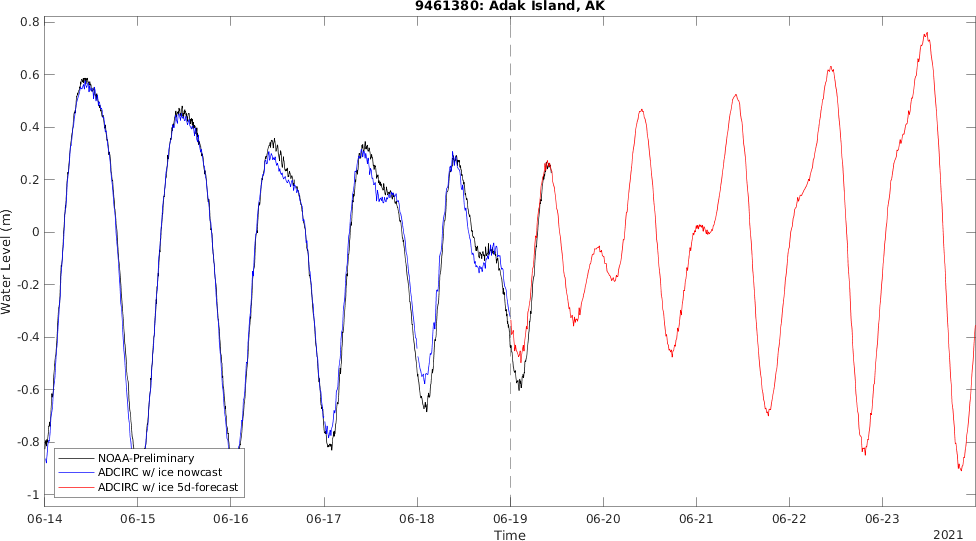 9461380: Adak Island, AK
0.8
0.6
0.4
0.2
0
-0.2
-0.4
-0.6
-0.8
-1
Water Level (m)
NOAA-Preliminary
ADCIRC w/ ice nowcast
ADCIRC w/ ice 5d-forecast
06-14 06-15 06-16 06-17 06-18 06-19 06-20 06-21 06-22 06-23
Time
2021